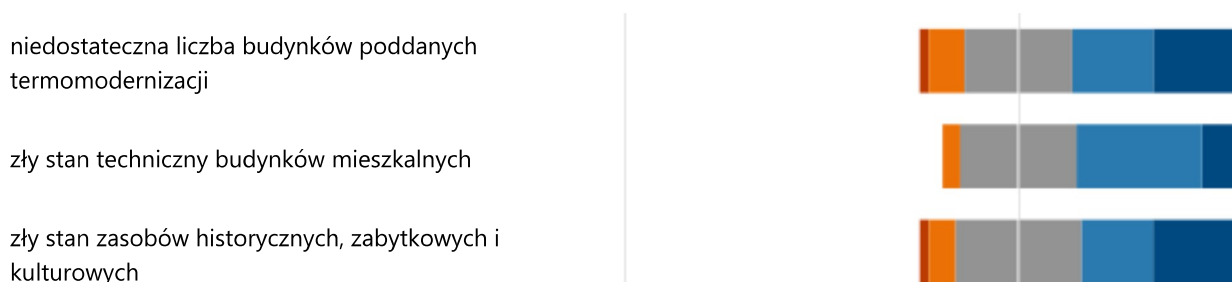 niedostateczna liczba budynków poddanych
termomodernizacji
zły stan techniczny budynków mieszkalnych
zły stan zasobów historycznych, zabytkowych i
kulturowych